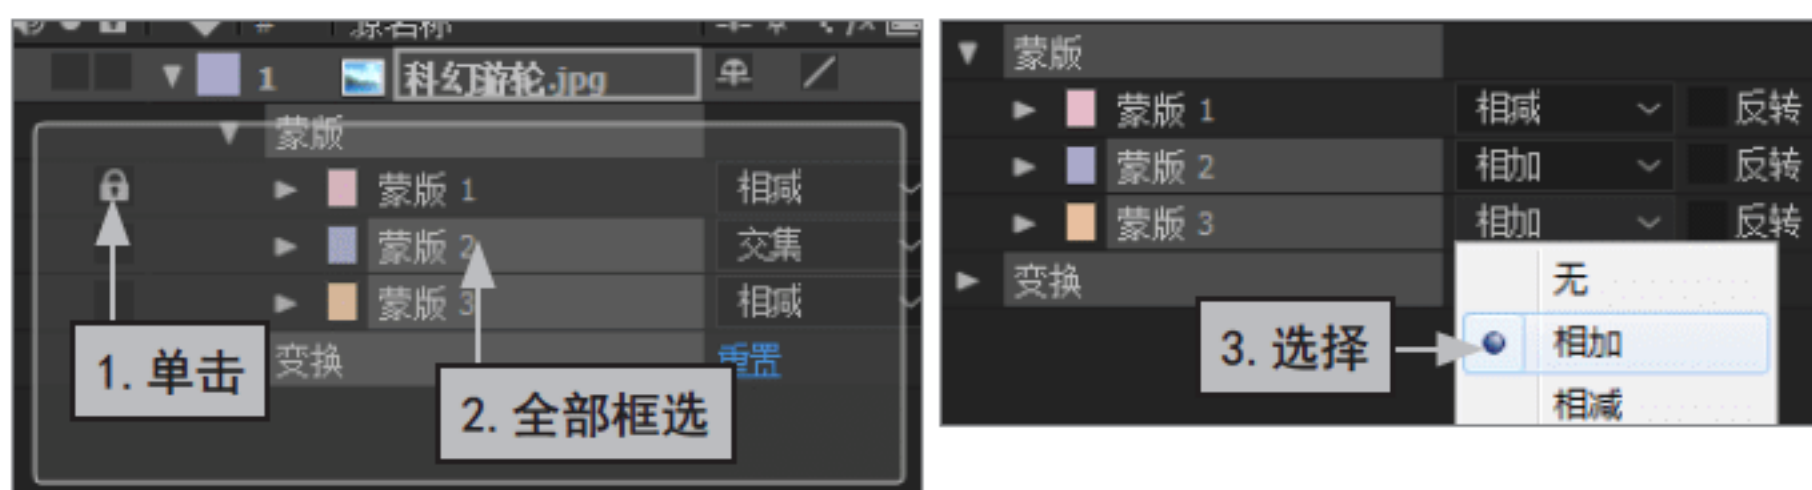 # 源名称
1 科幻游轮.jpg
蒙版
蒙版 1 相减
蒙版 2 交集
蒙版 3 相减
变换 重置
1. 单击
2. 全部框选
蒙版
蒙版 1 相减 反转
蒙版 2 相加 反转
蒙版 3 相加 反转
变换
无
相加
相减
3. 选择